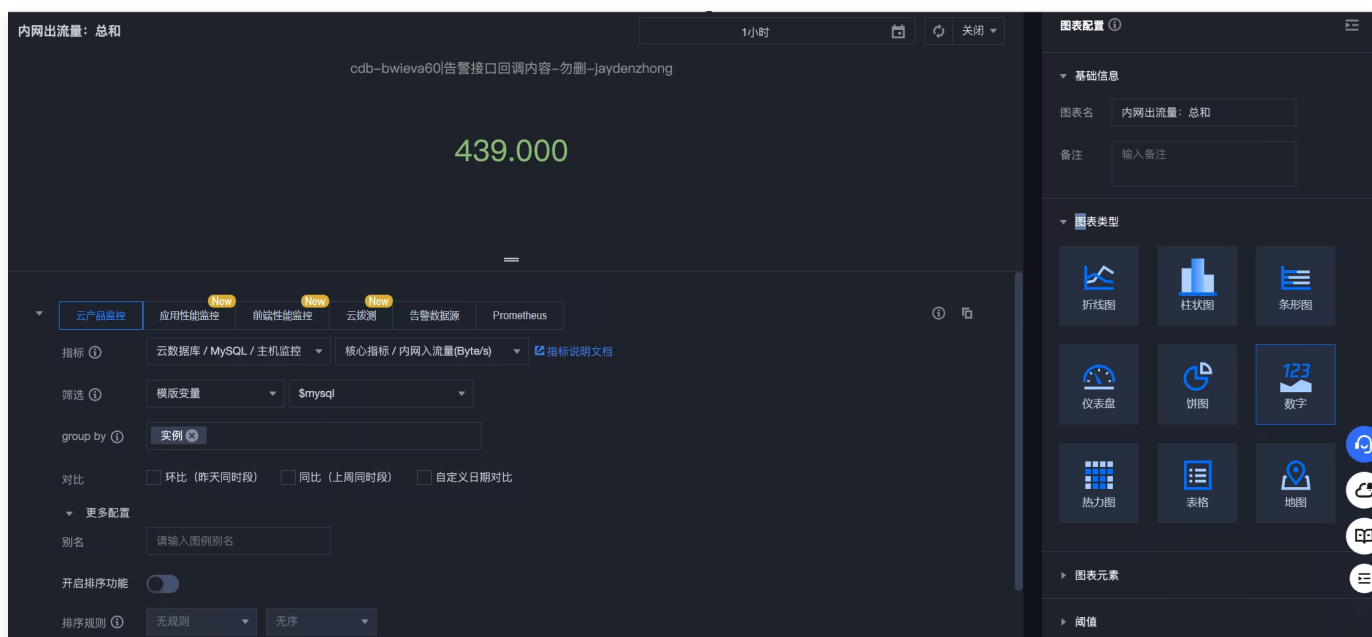 内网出流量：总和
1小时
关闭
cdb-bwieva60|告警接口回调内容-勿删-jaydenzhong
439.000
New
New
New
云产品监控
应用性能监控
前端性能监控
云拨测
告警数据源
Prometheus
指标
云数据库 / MySQL / 主机监控
核心指标 / 内网入流量(Byte/s)
指标说明文档
筛选
模版变量
$mysql
group by
实例
对比
环比（昨天同时段）
同比（上周同时段）
自定义日期对比
更多配置
别名
请输入图例别名
开启排序功能
排序规则
无规则
无序
图表配置
基础信息
图表名
内网出流量：总和
备注
输入备注
图表类型
折线图
柱状图
条形图
仪表盘
饼图
123
数字
热力图
表格
地图
图表元素
阈值